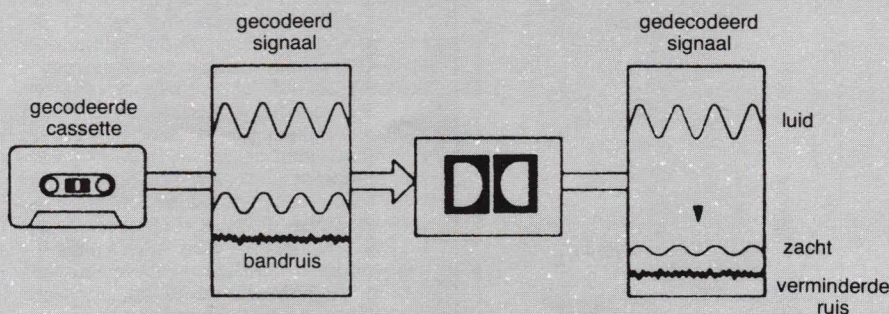 gecodeerde
cassette
gecodeerd
signaal
bandruis
gedecodeerd
signaal
luid
zacht
verminderde
ruis